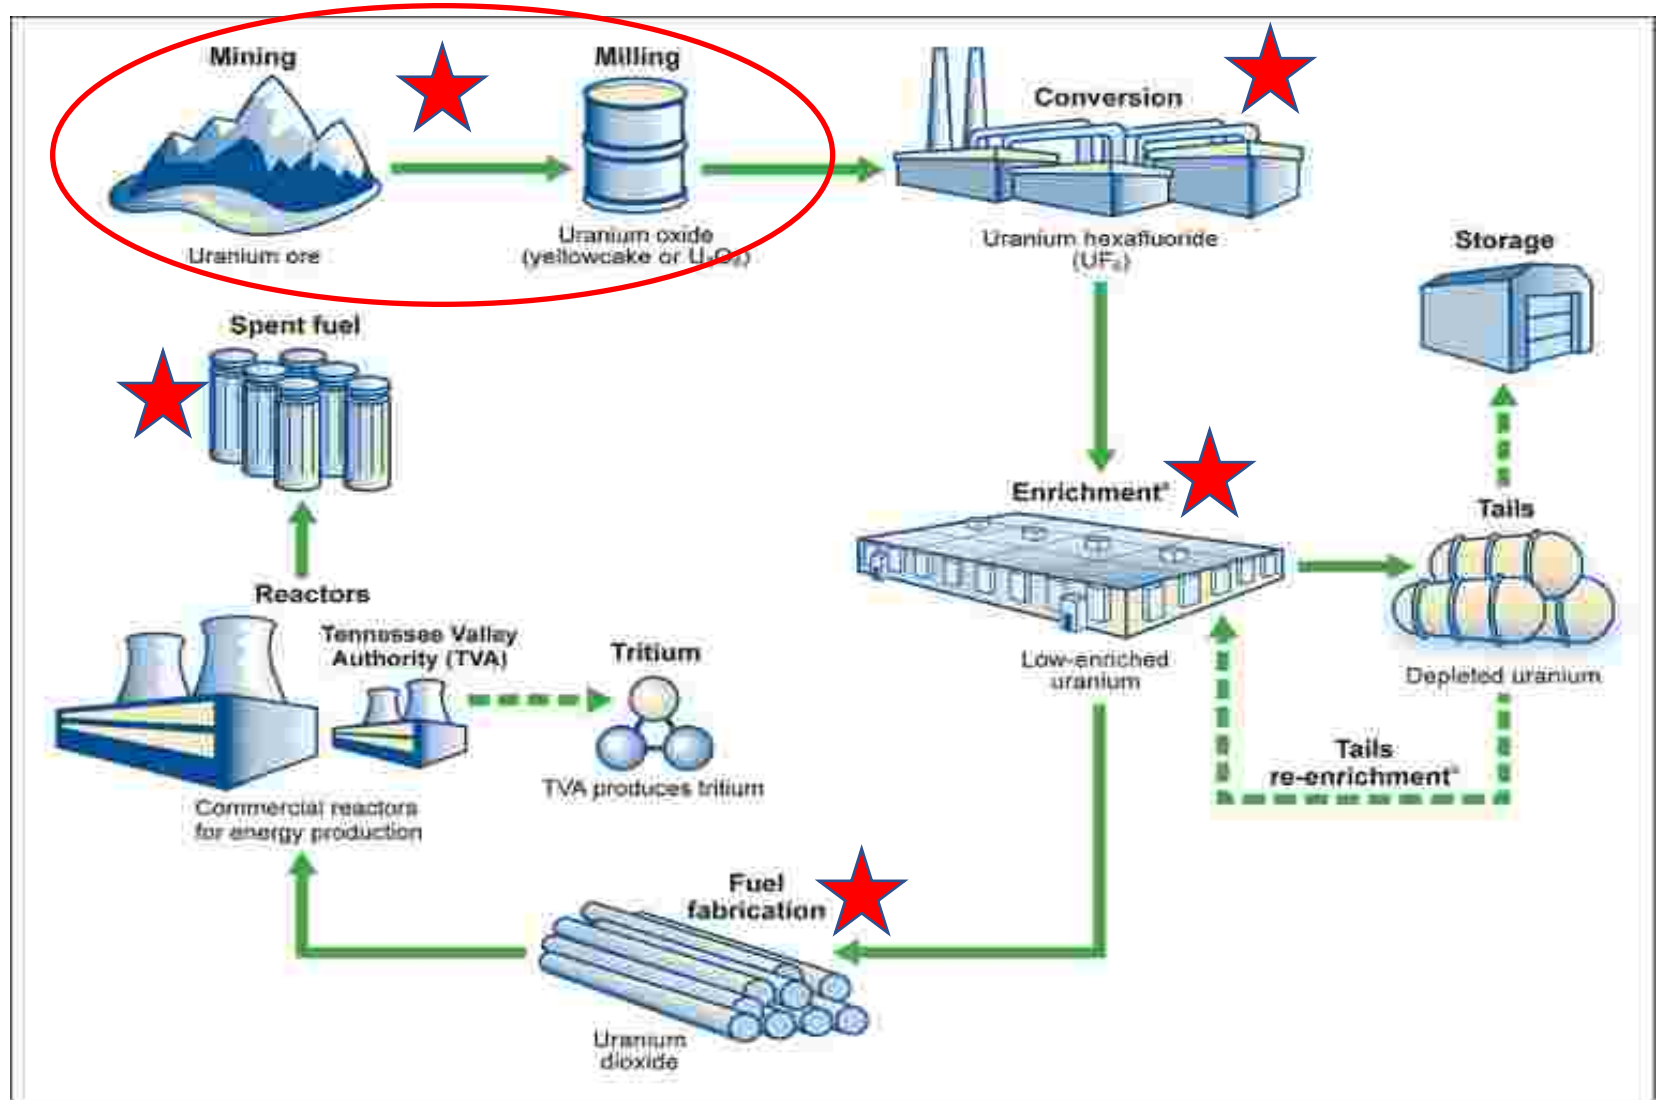 Mining
Milling
Conversion
Uranium ore
Uranium oxide
(yellowcake or U₃O₈)
Uranium hexafluoride
(UF₆)
Storage
Spent fuel
Enrichmentᵃ
Tails
Reactors
Tennessee Valley
Authority (TVA)
Tritium
Low-enriched
uranium
Depleted uranium
Tails
re-enrichmentᵃ
TVA produces tritium
Commercial reactors
for energy production
Fuel
fabrication
Uranium
dioxide